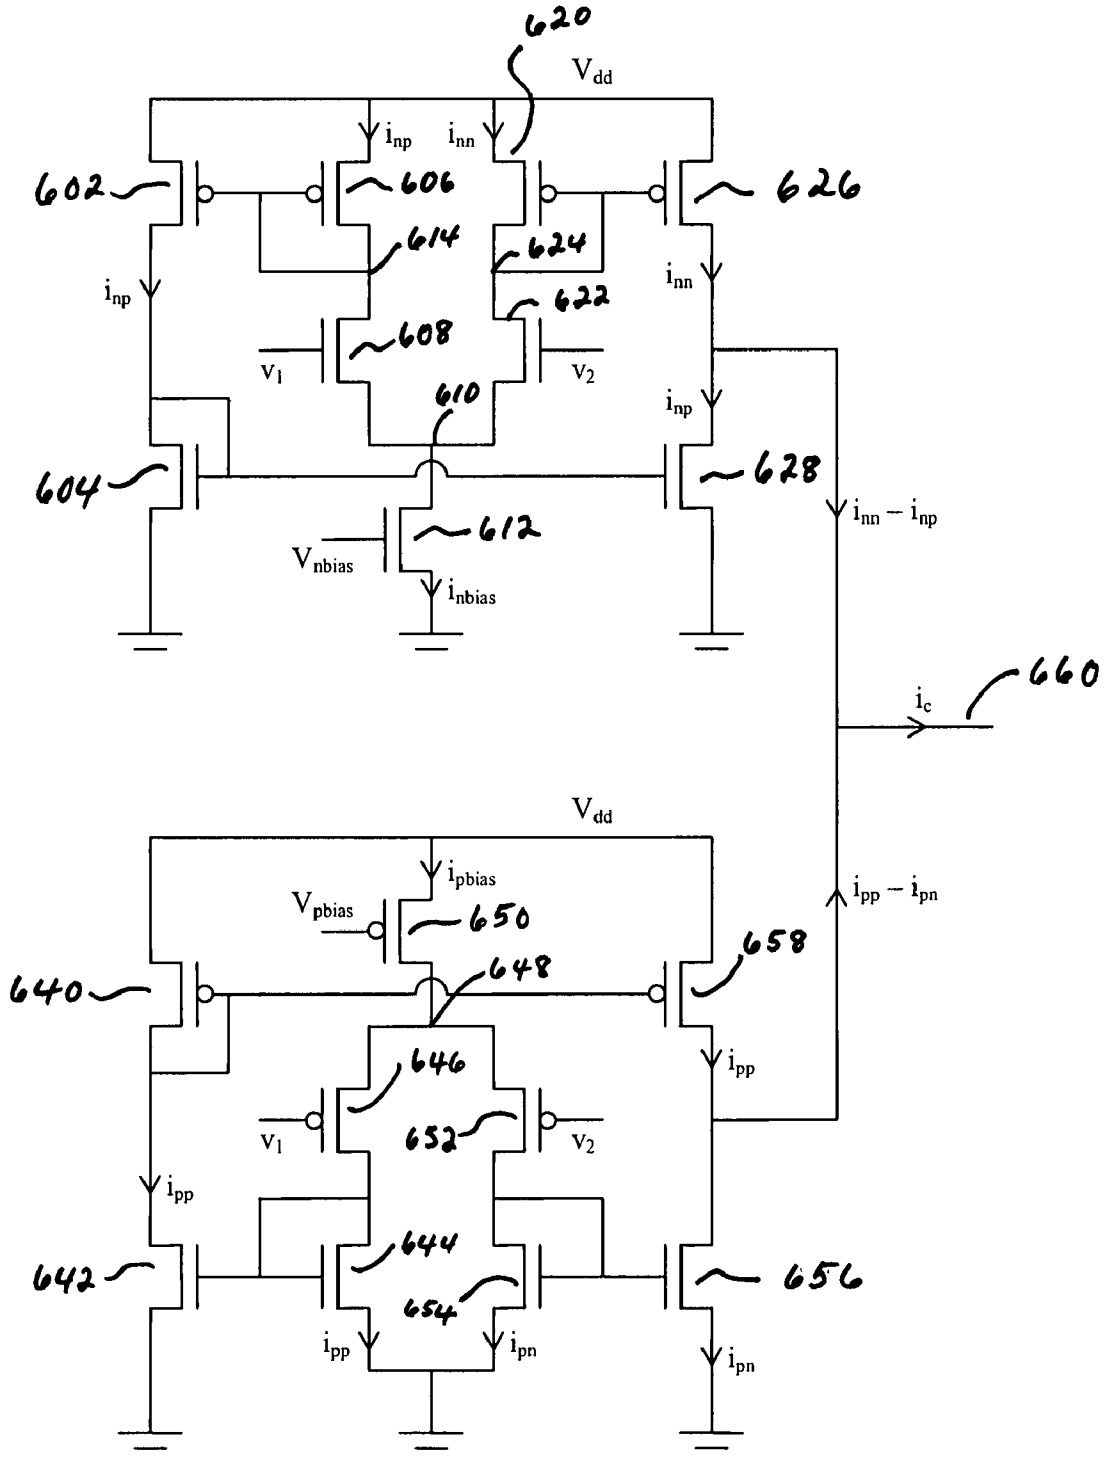 620
Vdd
inp
inn
602
606
626
614
624
inp
inn
622
608
v1
v2
610
inp
604
628
612
inn – inp
Vnbias
inbias
660
ic
Vdd
ipbias
Vpbias
650
ipp – ipn
658
648
640
646
ipp
652
v1
v2
ipp
644
642
654
656
ipp
ipn
ipn